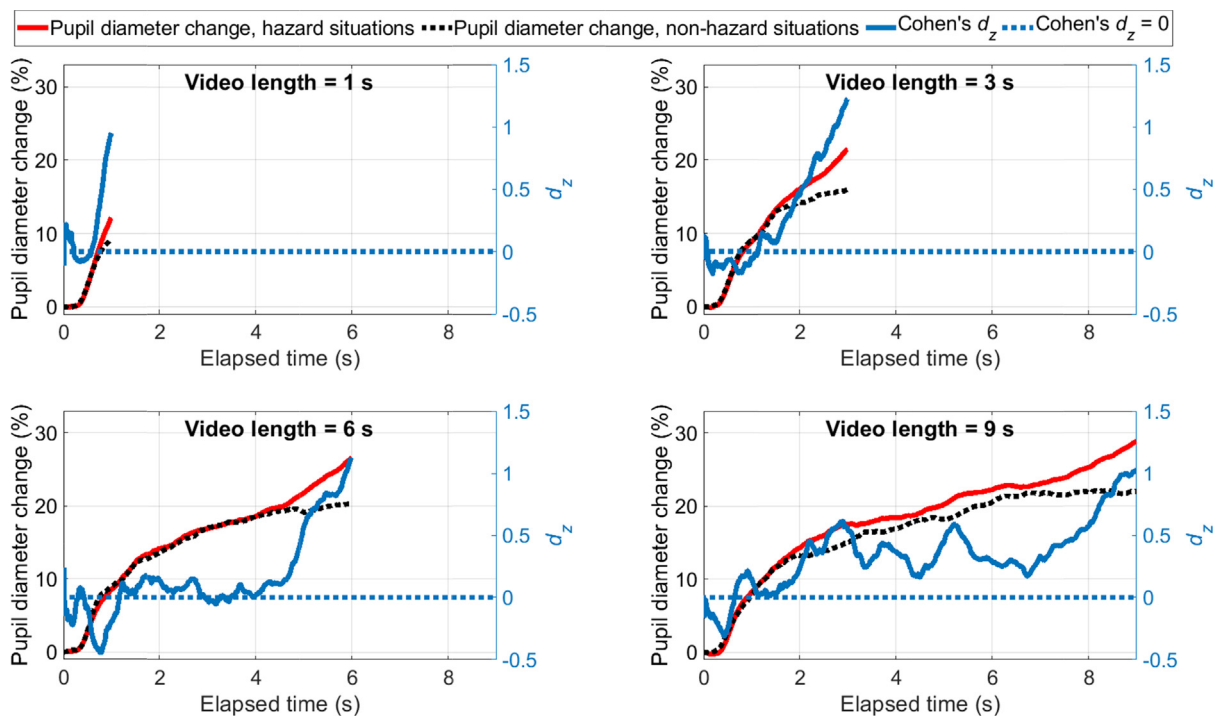 Pupil diameter change, hazard situations Pupil diameter change, non-hazard situations Cohen's d_z Cohen's d_z = 0
Video length = 1 s
Pupil diameter change (%)
30
20
10
0
1.5
1
0.5
0
-0.5
d_z
0 2 4 6 8
Elapsed time (s)
Video length = 3 s
Pupil diameter change (%)
30
20
10
0
1.5
1
0.5
0
-0.5
d_z
0 2 4 6 8
Elapsed time (s)
Video length = 6 s
Pupil diameter change (%)
30
20
10
0
1.5
1
0.5
0
-0.5
d_z
0 2 4 6 8
Elapsed time (s)
Video length = 9 s
Pupil diameter change (%)
30
20
10
0
1.5
1
0.5
0
-0.5
d_z
0 2 4 6 8
Elapsed time (s)